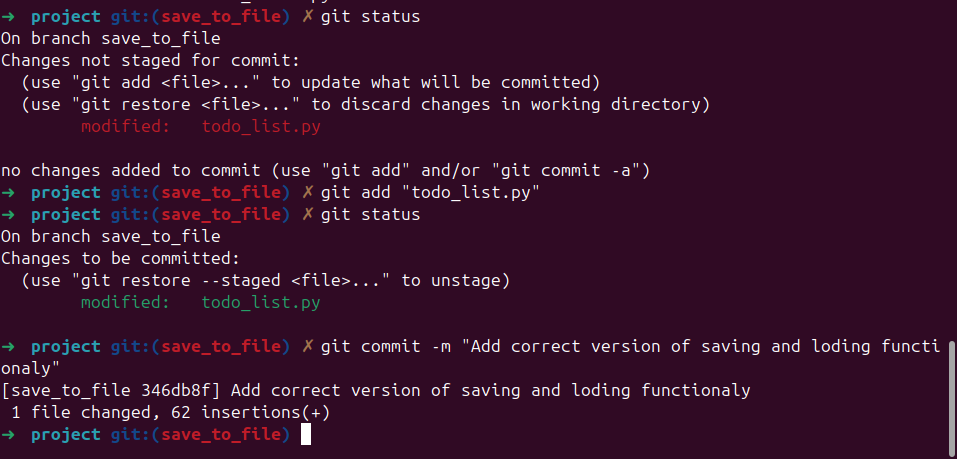 ➜  project git:(save_to_file) ✗ git status
On branch save_to_file
Changes not staged for commit:
  (use "git add <file>..." to update what will be committed)
  (use "git restore <file>..." to discard changes in working directory)
        modified:   todo_list.py
no changes added to commit (use "git add" and/or "git commit -a")
➜  project git:(save_to_file) ✗ git add "todo_list.py"
➜  project git:(save_to_file) ✗ git status
On branch save_to_file
Changes to be committed:
  (use "git restore --staged <file>..." to unstage)
        modified:   todo_list.py
➜  project git:(save_to_file) ✗ git commit -m "Add correct version of saving and loding functi
onaly"
[save_to_file 346db8f] Add correct version of saving and loding functionaly
 1 file changed, 62 insertions(+)
➜  project git:(save_to_file)